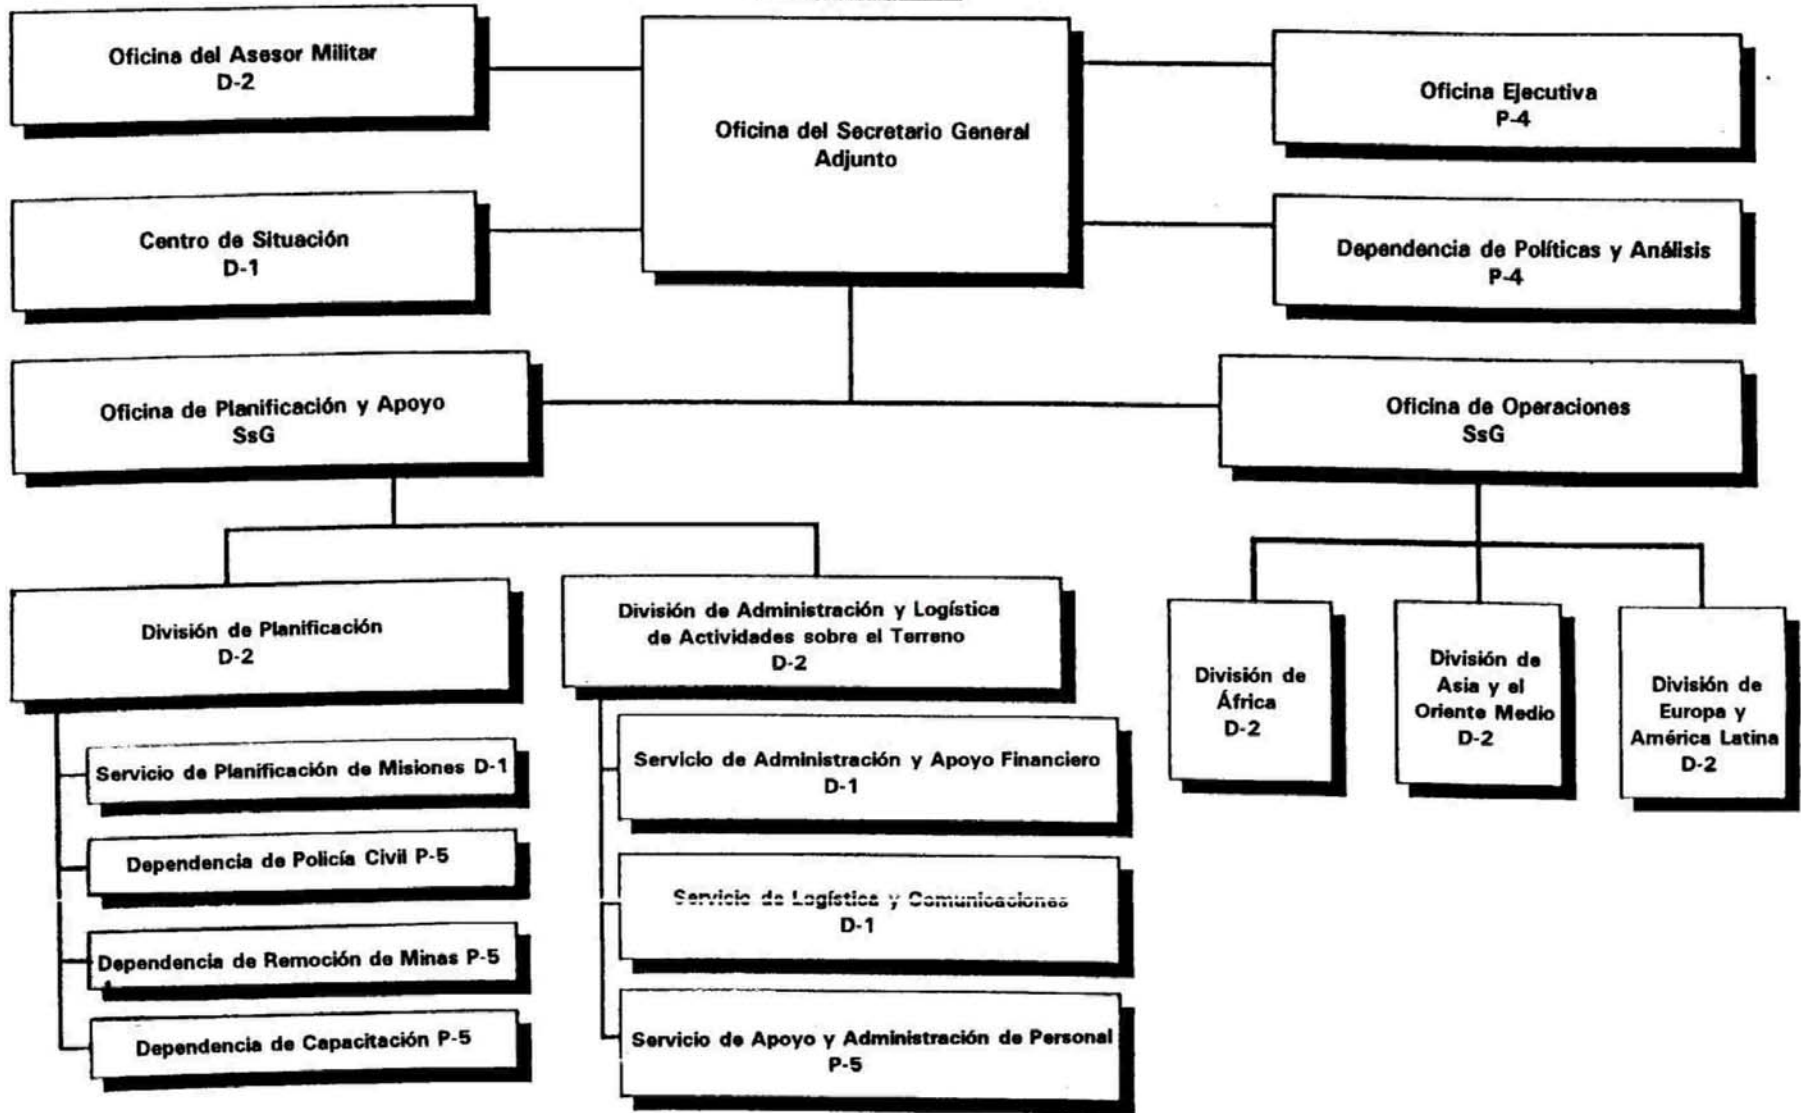 Oficina del Asesor Militar
D-2
Oficina del Secretario General
Adjunto
Oficina Ejecutiva
P-4
Centro de Situación
D-1
Dependencia de Políticas y Análisis
P-4
Oficina de Planificación y Apoyo
SsG
Oficina de Operaciones
SsG
División de Planificación
D-2
División de Administración y Logística
de Actividades sobre el Terreno
D-2
División de
África
D-2
División de
Asia y el
Oriente Medio
D-2
División de
Europa y
América Latina
D-2
Servicio de Planificación de Misiones D-1
Dependencia de Policía Civil P-5
Dependencia de Remoción de Minas P-5
Dependencia de Capacitación P-5
Servicio de Administración y Apoyo Financiero
D-1
Servicio de Logística y Comunicaciones
D-1
Servicio de Apoyo y Administración de Personal
P-5